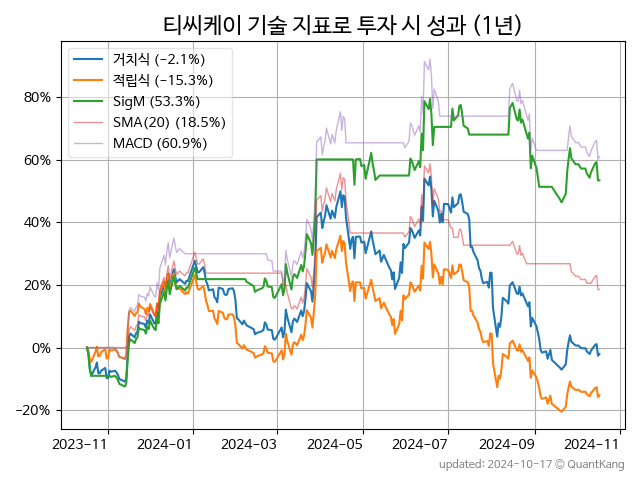 티씨케이 기술 지표로 투자 시 성과 (1년)
거치식 (-2.1%)
적립식 (-15.3%)
SigM (53.3%)
SMA(20) (18.5%)
MACD (60.9%)
80%
60%
40%
20%
0%
-20%
2023-11 2024-01 2024-03 2024-05 2024-07 2024-09 2024-11
updated: 2024-10-17 © QuantKang